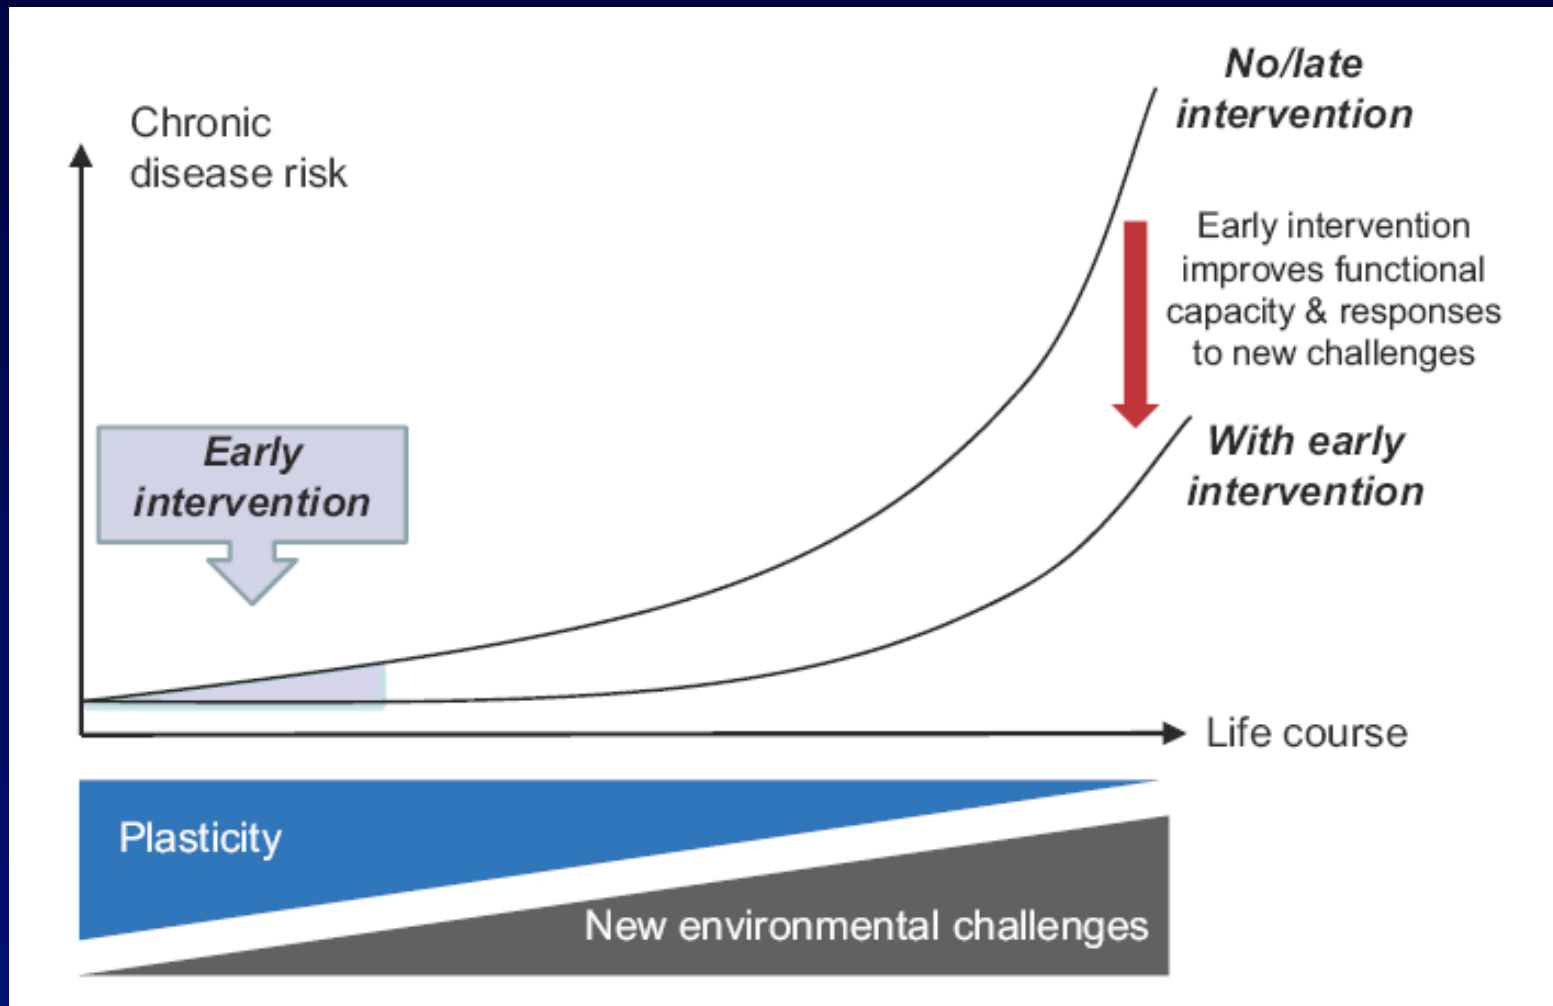 Chronic
disease risk
No/late
intervention
Early intervention
improves functional
capacity & responses
to new challenges
Early
intervention
With early
intervention
Life course
Plasticity
New environmental challenges